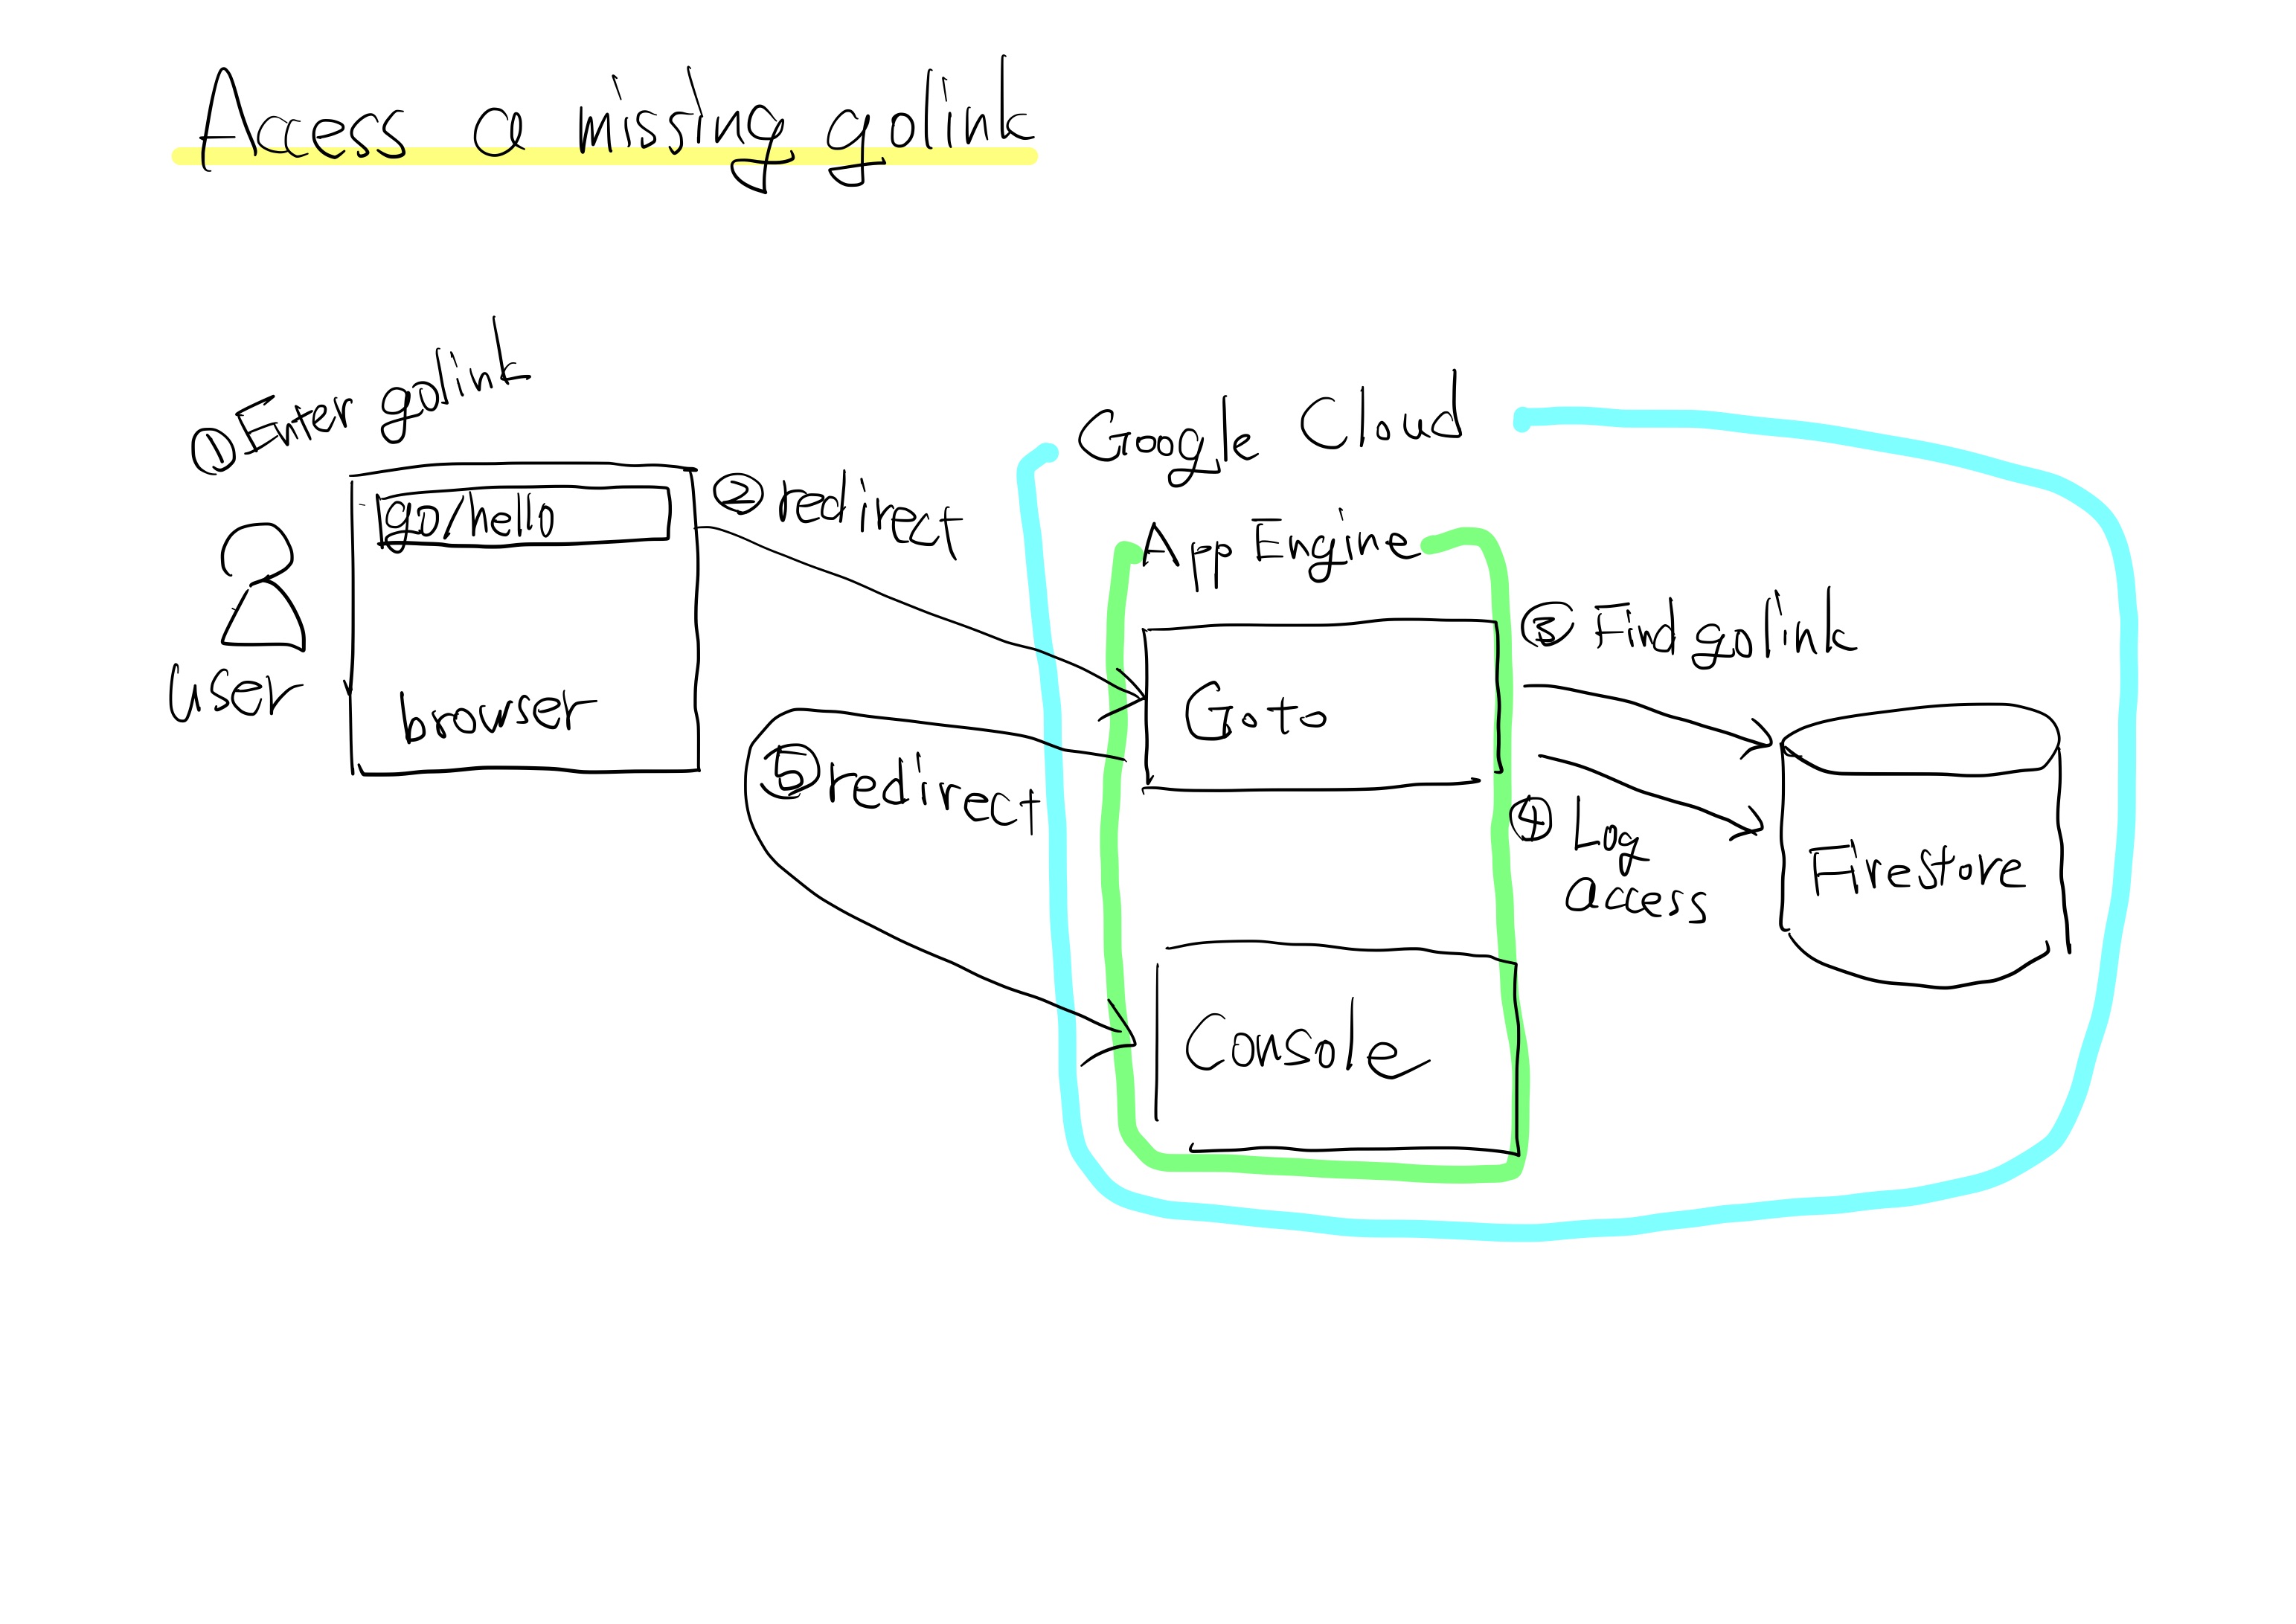 Access a missing golink
① Enter golink
go/hello
browser
user
② redirect
Google Cloud
App Engine
Goto
③ Find golink
④ Log
access
Firestore
⑤ redirect
Console